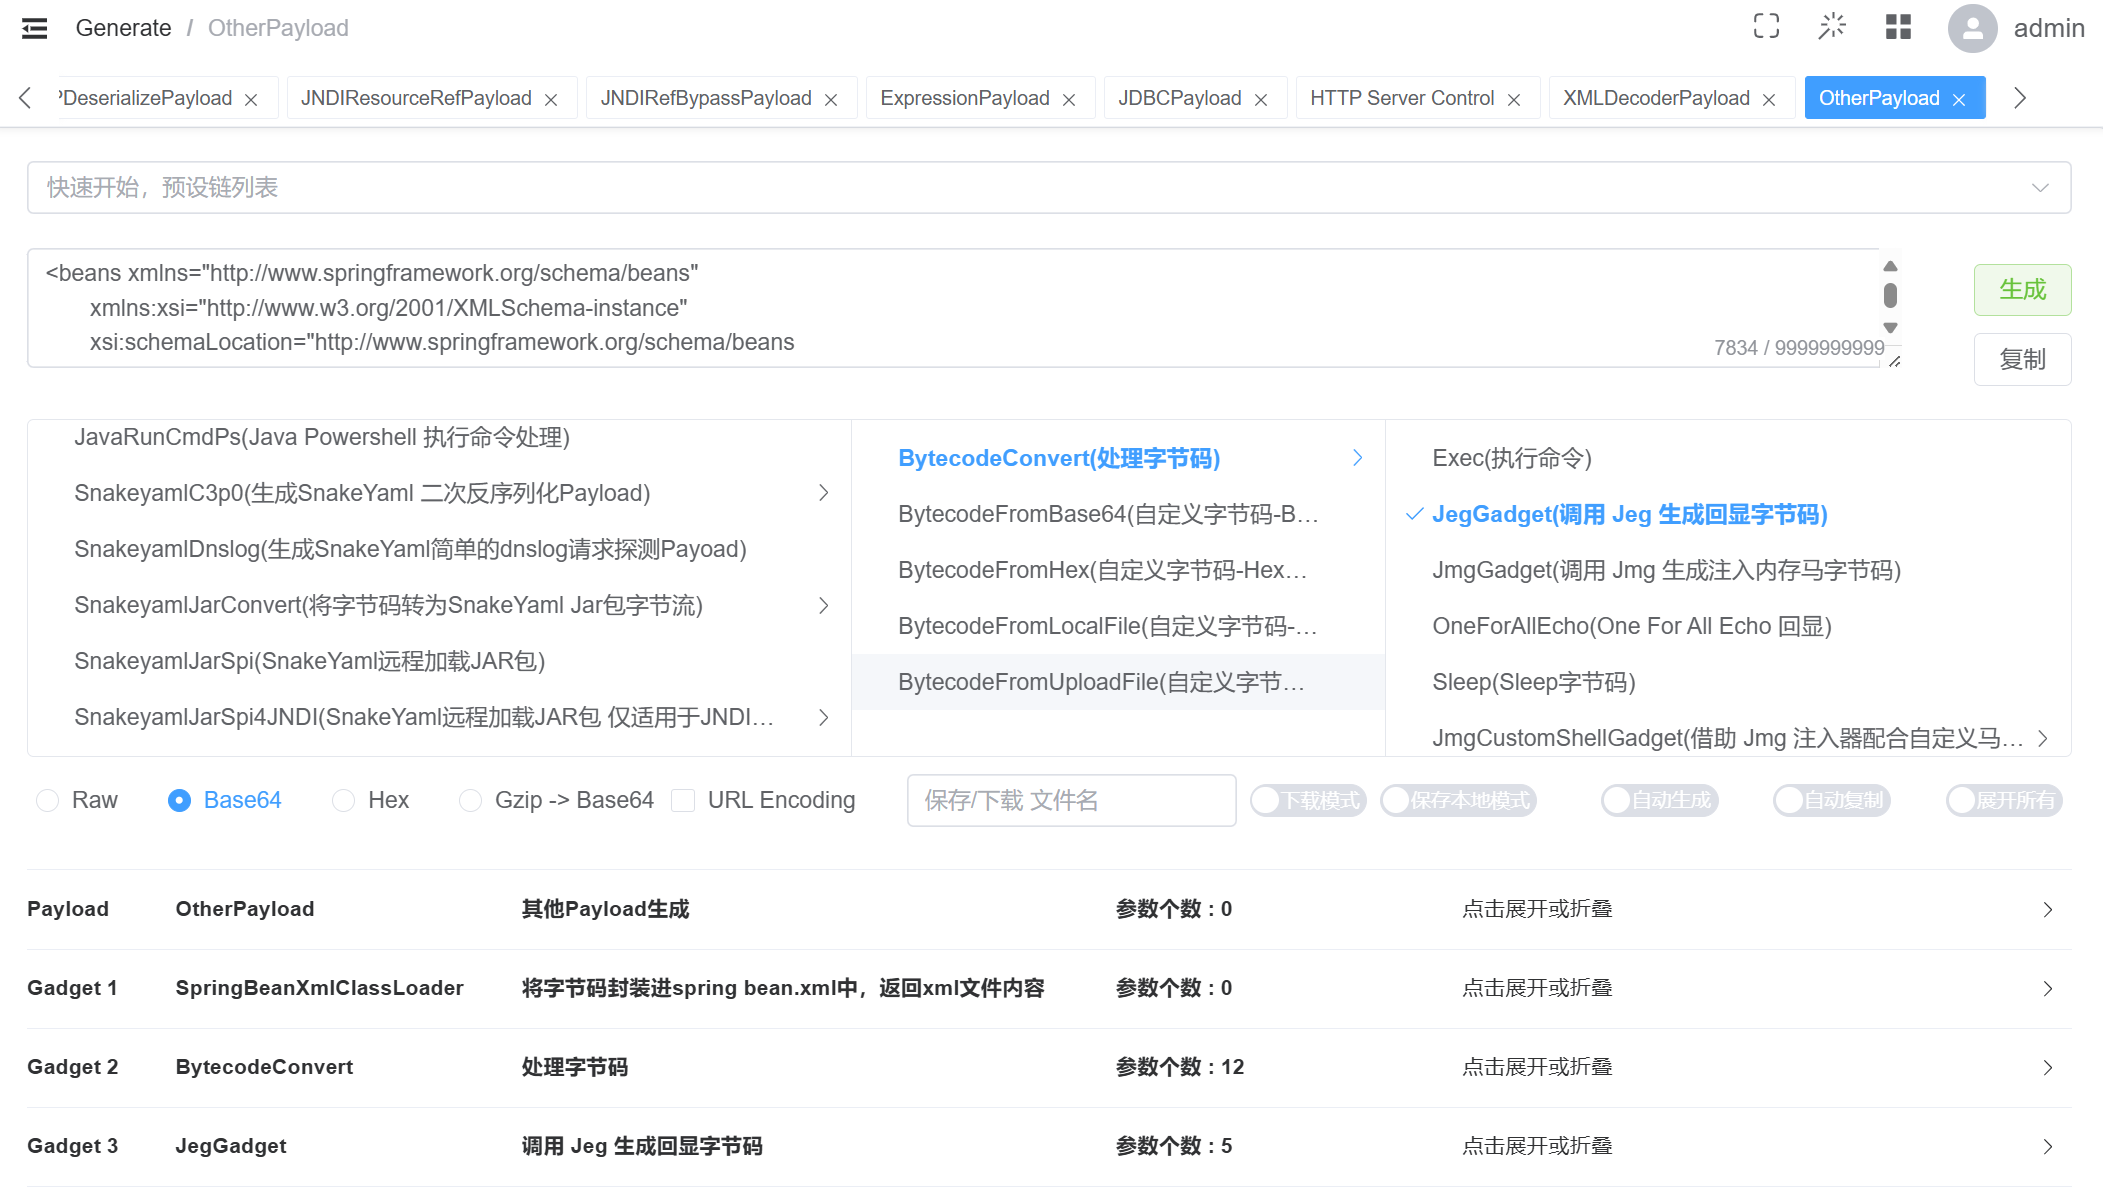 Generate / OtherPayload
admin
DeserializePayload
JNDIResourceRefPayload
JNDIRefBypassPayload
ExpressionPayload
JDBCPayload
HTTP Server Control
XMLDecoderPayload
OtherPayload
快速开始，预设链列表
<beans xmlns="http://www.springframework.org/schema/beans"
xmlns:xsi="http://www.w3.org/2001/XMLSchema-instance"
xsi:schemaLocation="http://www.springframework.org/schema/beans
7834 / 9999999999
生成
复制
JavaRunCmdPs(Java Powershell 执行命令处理)
SnakeyamlC3p0(生成SnakeYaml 二次反序列化Payload)
SnakeyamlDnslog(生成SnakeYaml简单的dnslog请求探测Payoad)
SnakeyamlJarConvert(将字节码转为SnakeYaml Jar包字节流)
SnakeyamlJarSpi(SnakeYaml远程加载JAR包)
SnakeyamlJarSpi4JNDI(SnakeYaml远程加载JAR包 仅适用于JNDI…
BytecodeConvert(处理字节码)
BytecodeFromBase64(自定义字节码-B…
BytecodeFromHex(自定义字节码-Hex…
BytecodeFromLocalFile(自定义字节码-…
BytecodeFromUploadFile(自定义字节…
Exec(执行命令)
JegGadget(调用 Jeg 生成回显字节码)
JmgGadget(调用 Jmg 生成注入内存马字节码)
OneForAllEcho(One For All Echo 回显)
Sleep(Sleep字节码)
JmgCustomShellGadget(借助 Jmg 注入器配合自定义马…
Raw
Base64
Hex
Gzip -> Base64
URL Encoding
保存/下载 文件名
下载模式
保存本地模式
自动生成
自动复制
展开所有
Payload OtherPayload 其他Payload生成 参数个数 : 0 点击展开或折叠
Gadget 1 SpringBeanXmlClassLoader 将字节码封装进spring bean.xml中，返回xml文件内容 参数个数 : 0 点击展开或折叠
Gadget 2 BytecodeConvert 处理字节码 参数个数 : 12 点击展开或折叠
Gadget 3 JegGadget 调用 Jeg 生成回显字节码 参数个数 : 5 点击展开或折叠